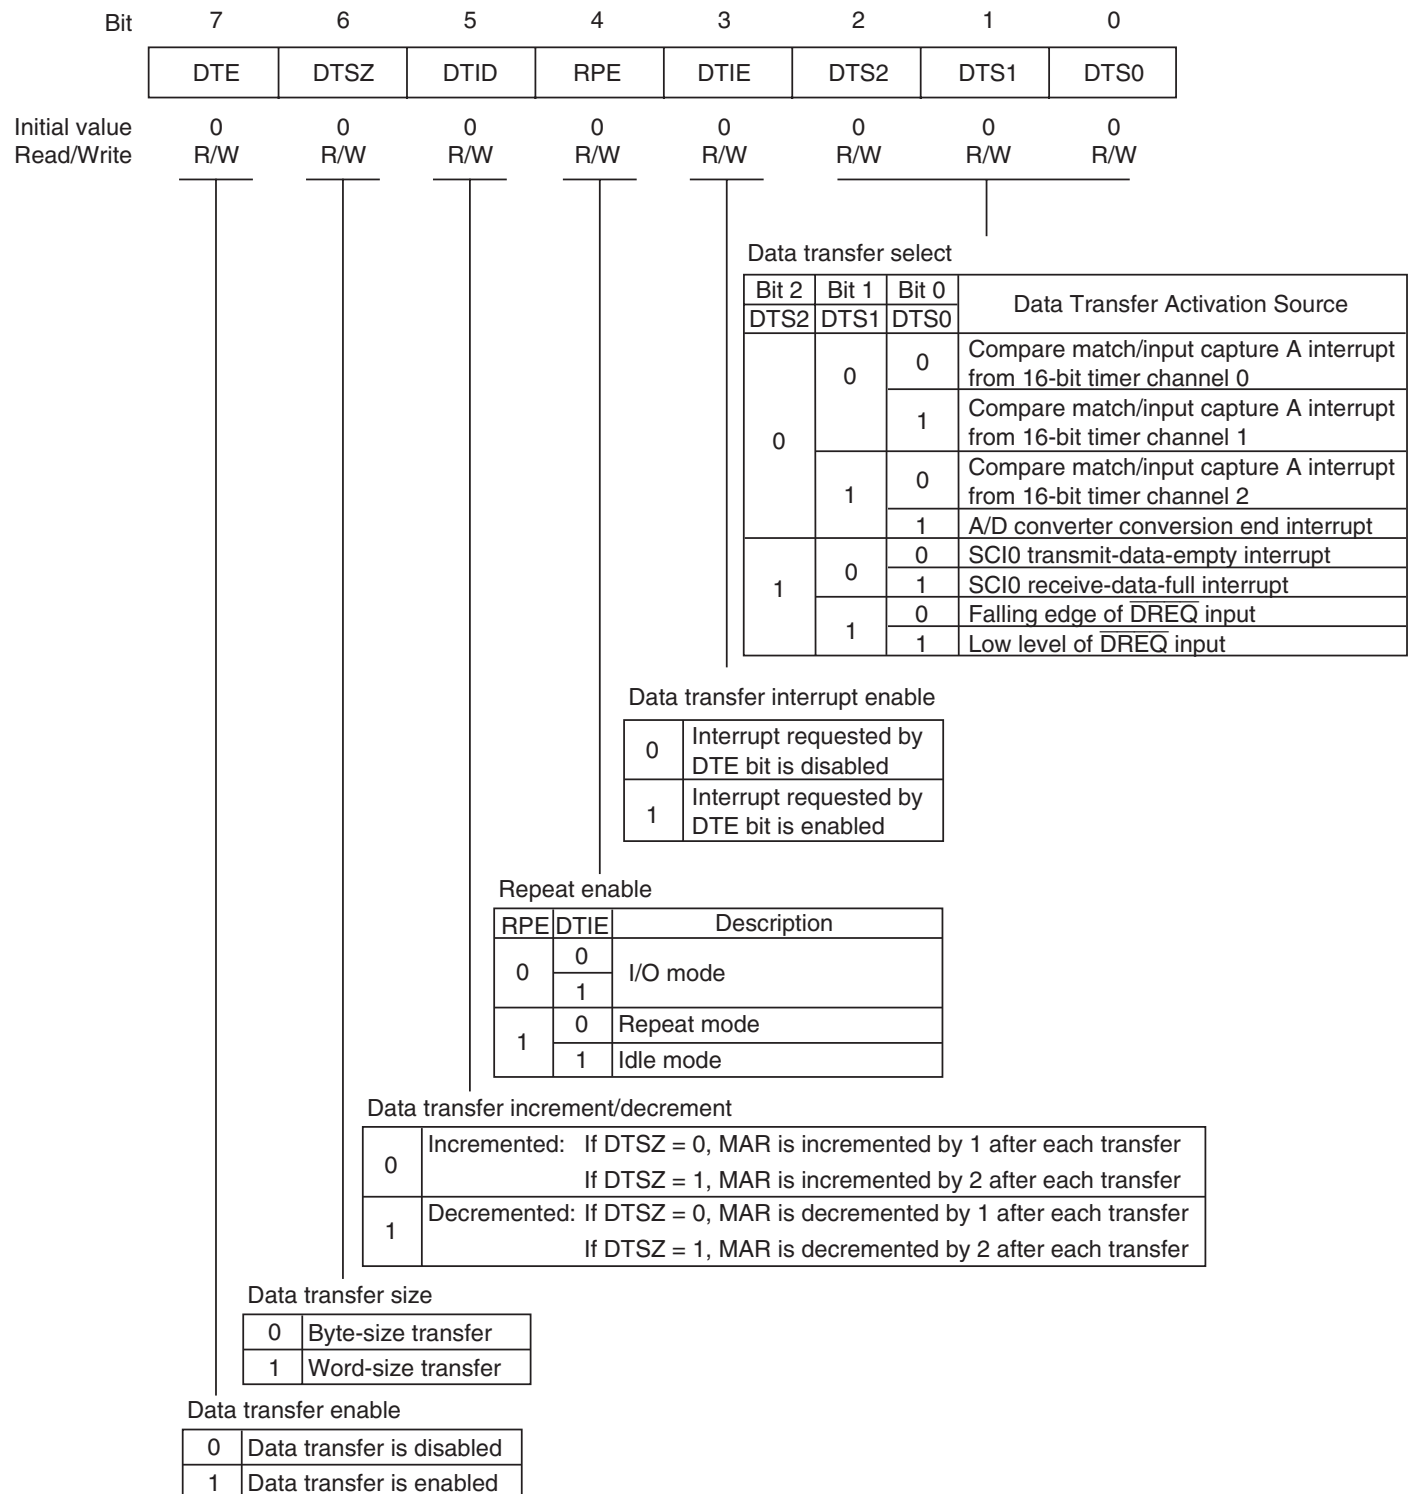 Bit 7 6 5 4 3 2 1 0
DTE DTSZ DTID RPE DTIE DTS2 DTS1 DTS0
Initial value 0 0 0 0 0 0 0 0
Read/Write R/W R/W R/W R/W R/W R/W R/W R/W
Data transfer select
Bit 2 Bit 1 Bit 0 Data Transfer Activation Source
DTS2 DTS1 DTS0
0 0 0 Compare match/input capture A interrupt
from 16-bit timer channel 0
1 Compare match/input capture A interrupt
from 16-bit timer channel 1
1 0 Compare match/input capture A interrupt
from 16-bit timer channel 2
1 A/D converter conversion end interrupt
1 0 0 SCI0 transmit-data-empty interrupt
1 SCI0 receive-data-full interrupt
1 0 Falling edge of D̅R̅E̅Q̅ input
1 Low level of D̅R̅E̅Q̅ input
Data transfer interrupt enable
0 Interrupt requested by
DTE bit is disabled
1 Interrupt requested by
DTE bit is enabled
Repeat enable
RPE DTIE Description
0 0 I/O mode
1
1 0 Repeat mode
1 Idle mode
Data transfer increment/decrement
0 Incremented: If DTSZ = 0, MAR is incremented by 1 after each transfer
If DTSZ = 1, MAR is incremented by 2 after each transfer
1 Decremented: If DTSZ = 0, MAR is decremented by 1 after each transfer
If DTSZ = 1, MAR is decremented by 2 after each transfer
Data transfer size
0 Byte-size transfer
1 Word-size transfer
Data transfer enable
0 Data transfer is disabled
1 Data transfer is enabled